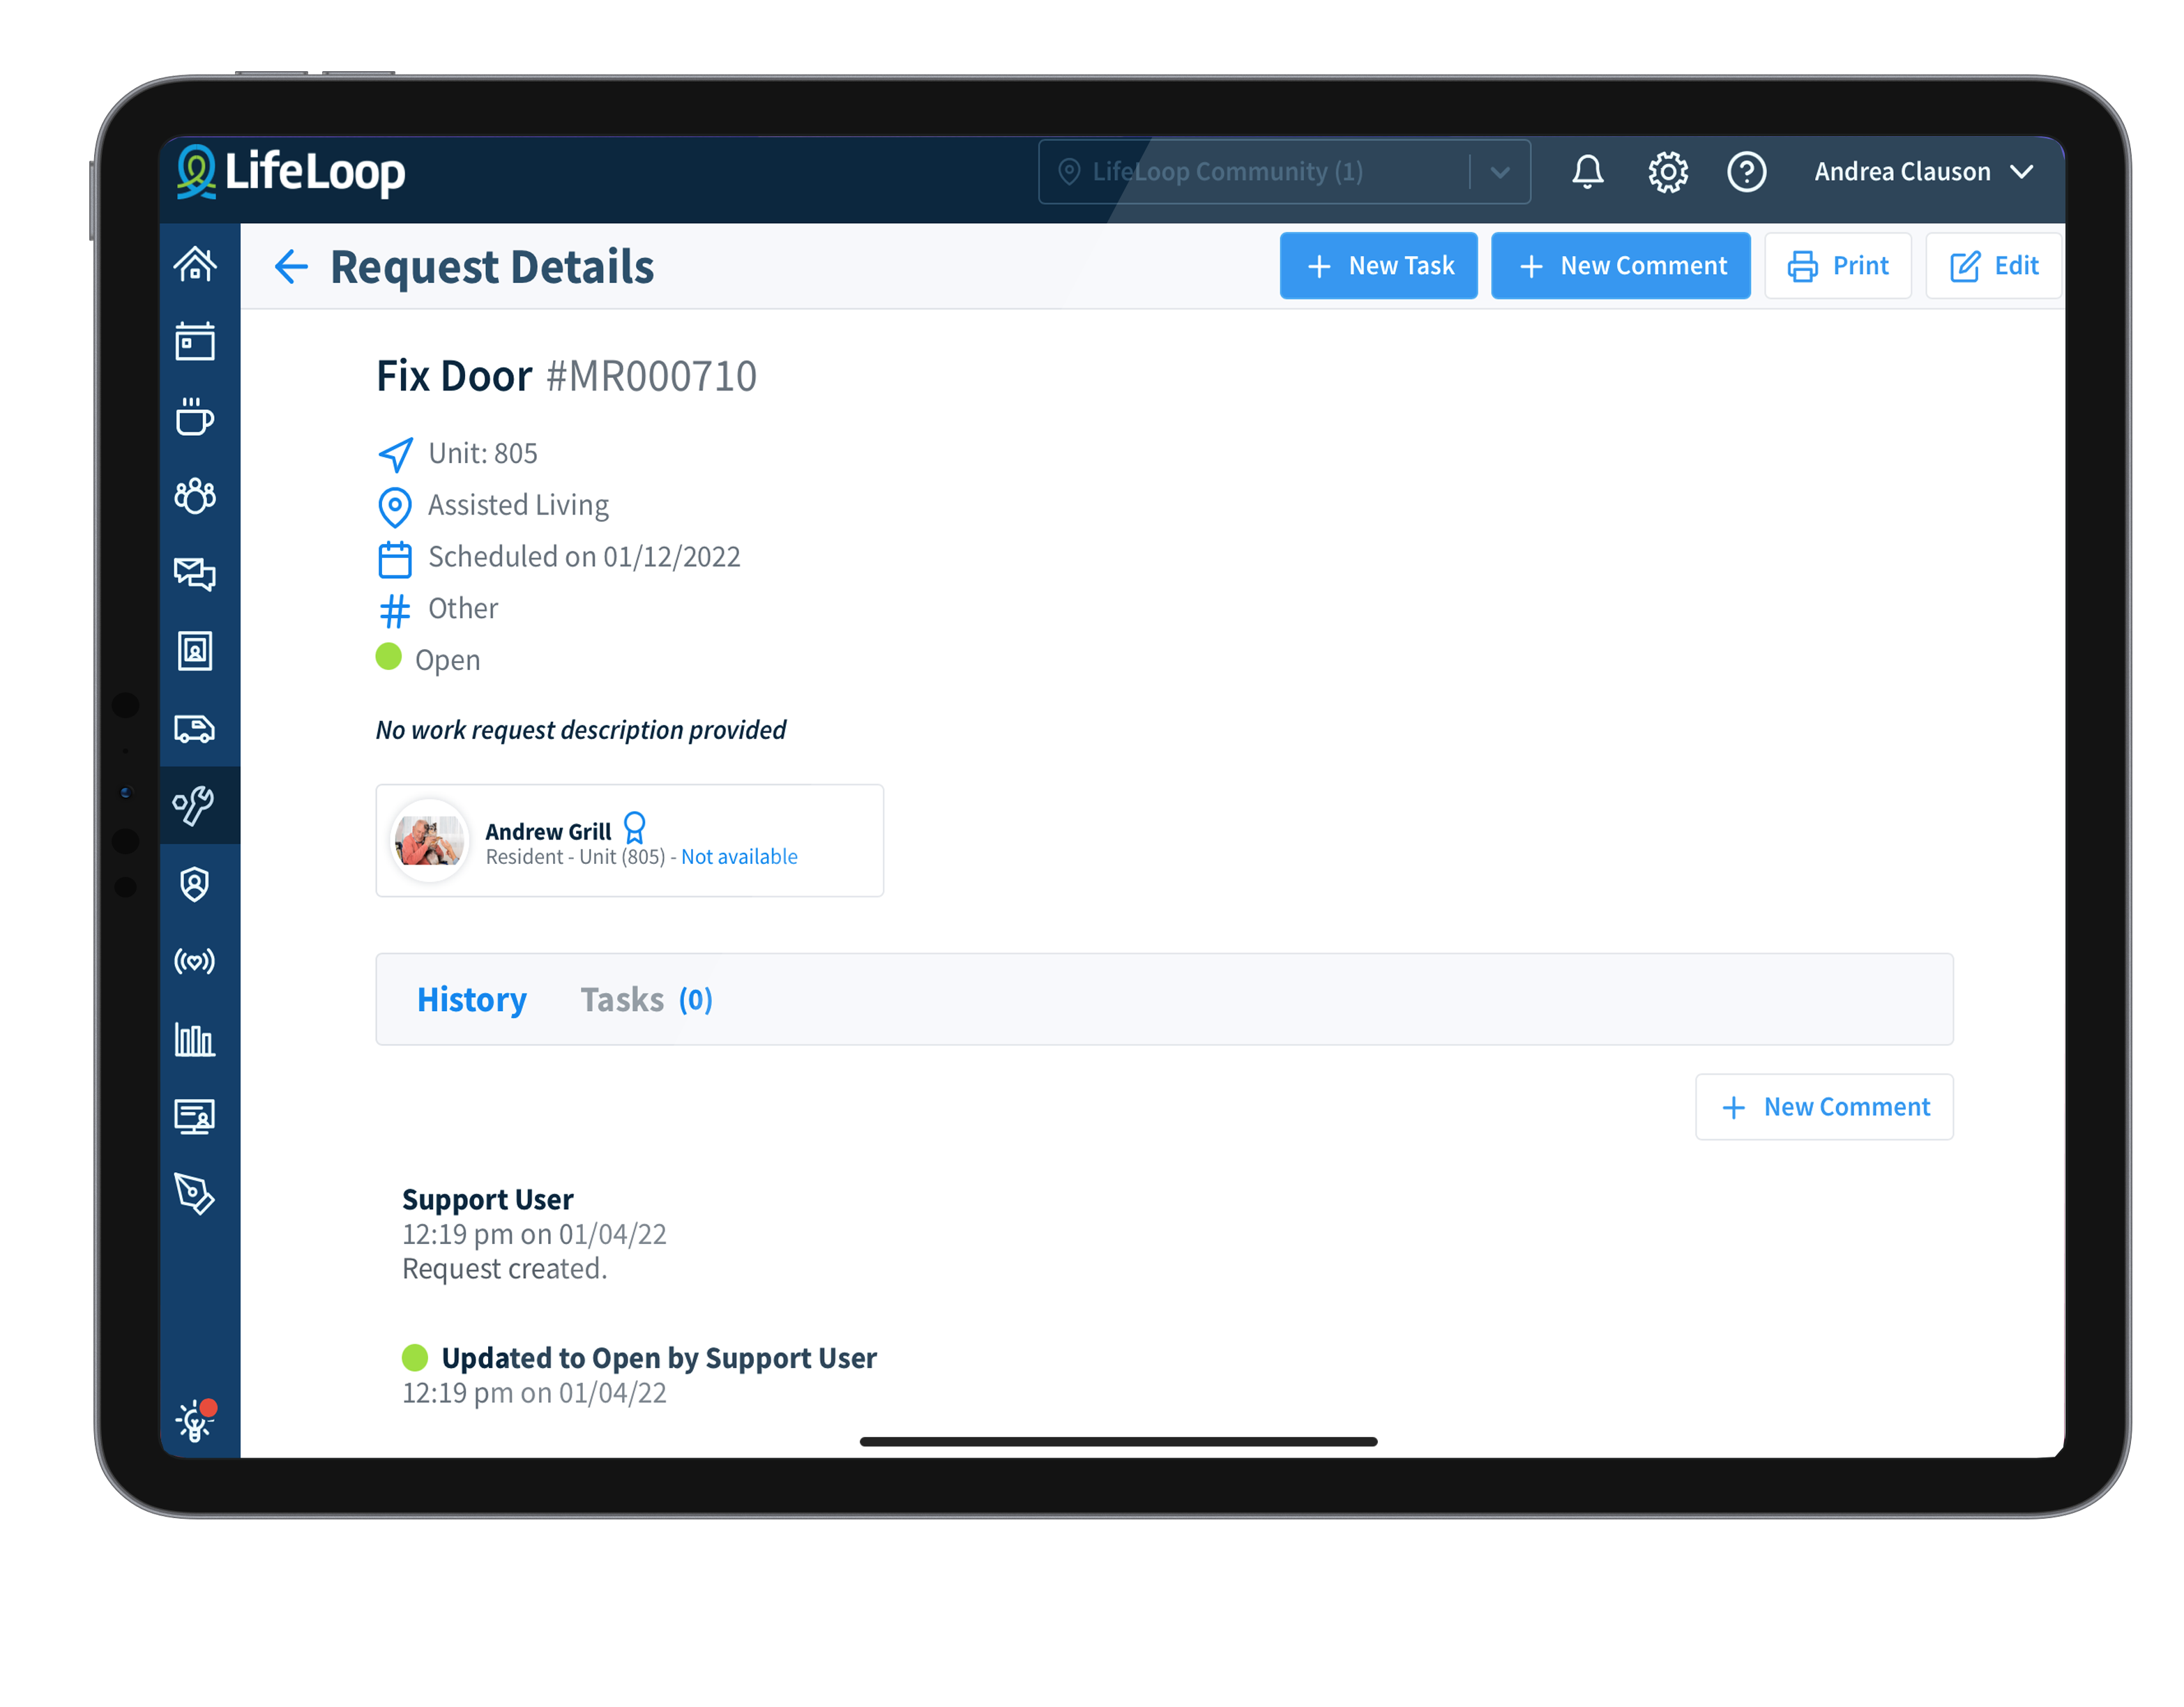 LifeLoop
LifeLoop Community (1)
Andrea Clauson
Request Details
New Task
New Comment
Print
Edit
Fix Door #MR000710
Unit: 805
Assisted Living
Scheduled on 01/12/2022
Other
Open
No work request description provided
Andrew Grill
Resident - Unit (805) - Not available
History
Tasks (0)
New Comment
Support User
12:19 pm on 01/04/22
Request created.
Updated to Open by Support User
12:19 pm on 01/04/22